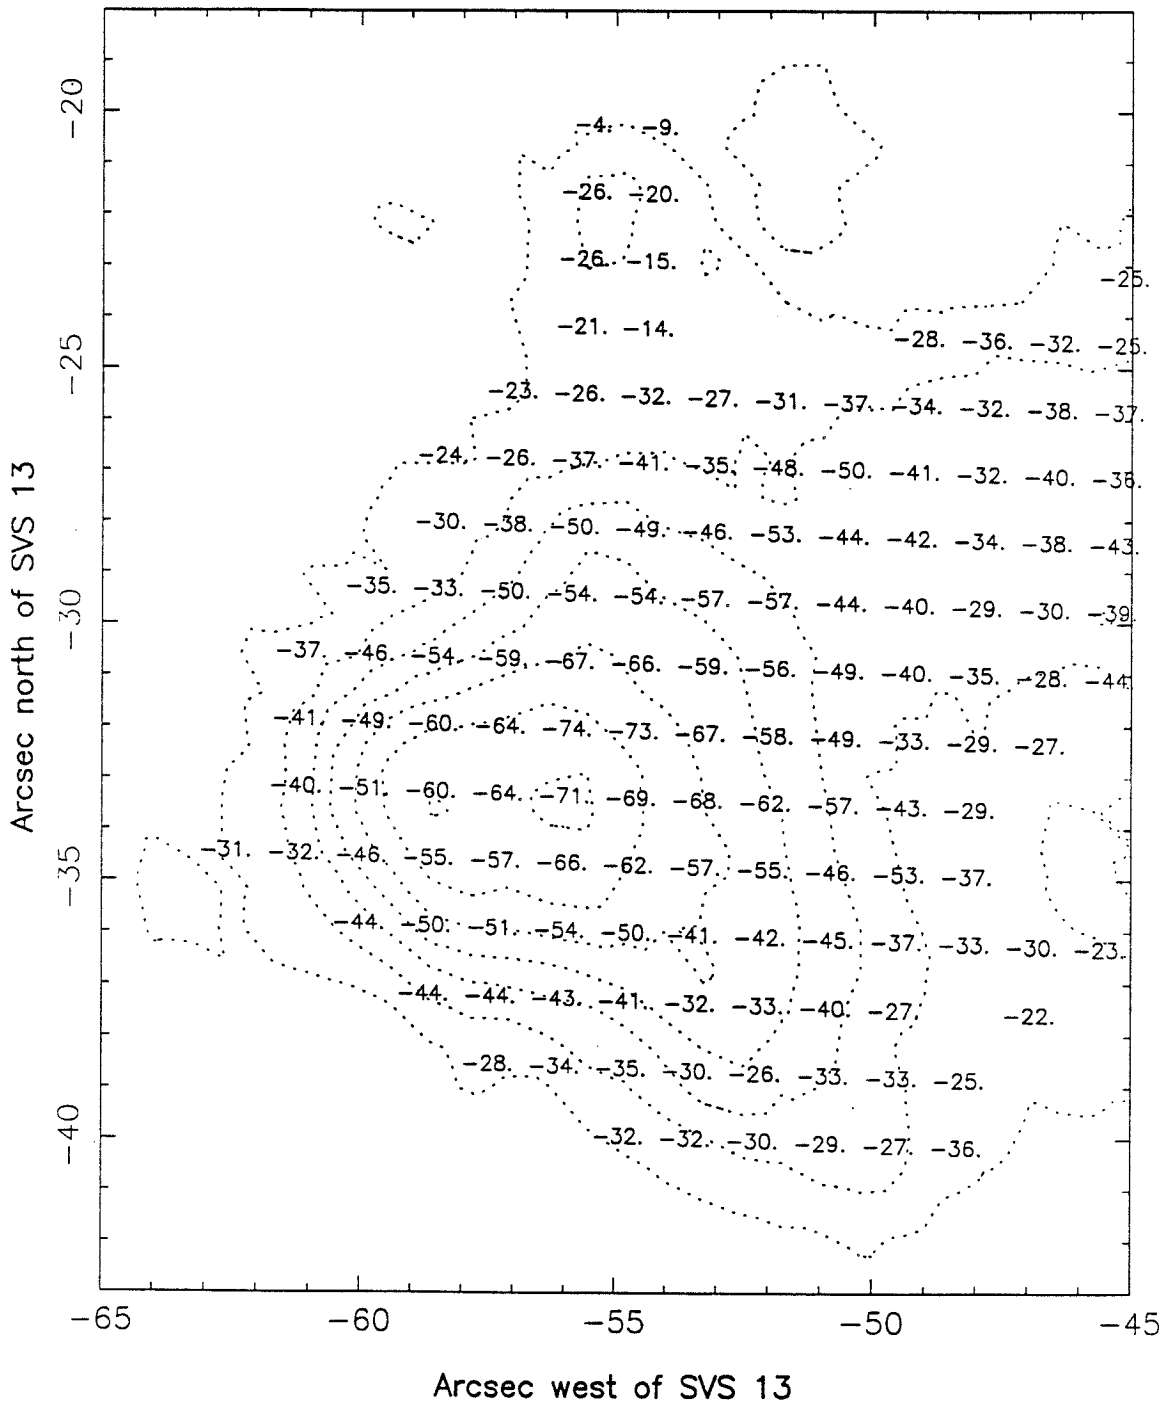 -20
-4. -9.
-26. -20.
-26. -15.
-25.
-21. -14.
-28. -36. -32. -25.
-25
-23. -26. -32. -27. -31. -37. -34. -32. -38. -37.
-24. -26. -37. -41. -35. -48. -50. -41. -32. -40. -38.
-30. -38. -50. -49. -46. -53. -44. -42. -34. -38. -43.
-35. -33. -50. -54. -54. -57. -57. -44. -40. -29. -30. -39.
-30
-37. -46. -54. -59. -67. -66. -59. -56. -49. -40. -35. -28. -44.
-41. -49. -60. -64. -74. -73. -67. -58. -49. -33. -29. -27.
-40. -51. -60. -64. -71. -69. -68. -62. -57. -43. -29.
-31. -32. -46. -55. -57. -66. -62. -57. -55. -46. -53. -37.
-35
-44. -50. -51. -54. -50. -41. -42. -45. -37. -33. -30. -23.
-44. -44. -43. -41. -32. -33. -40. -27. -22.
-28. -34. -35. -30. -26. -33. -33. -25.
-40
-32. -32. -30. -29. -27. -36.
Arcsec north of SVS 13
-65 -60 -55 -50 -45
Arcsec west of SVS 13